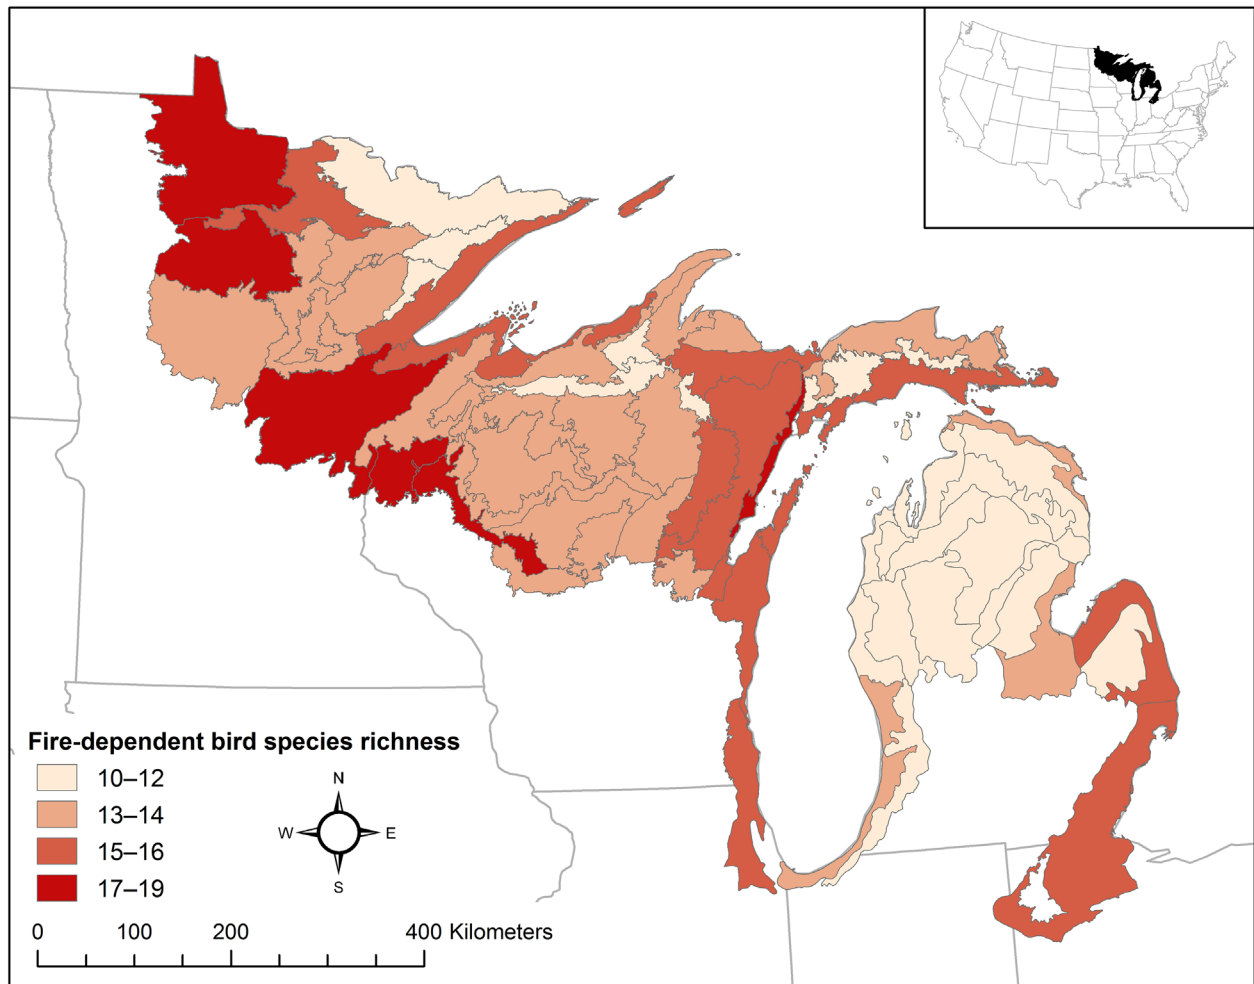 Fire-dependent bird species richness
10–12
13–14
15–16
17–19
N
W E
S
0 100 200 400 Kilometers